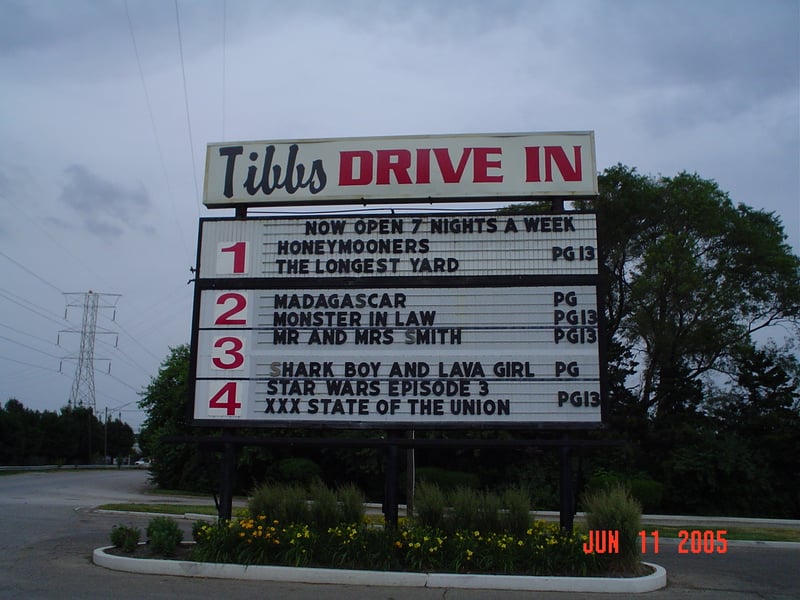 Tibbs DRIVE IN
NOW OPEN 7 NIGHTS A WEEK
1 HONEYMOONERS PG13
THE LONGEST YARD
2 MADAGASCAR PG
MONSTER IN LAW PG13
3 MR AND MRS SMITH PG13
SHARK BOY AND LAVA GIRL PG
4 STAR WARS EPISODE 3 PG13
XXX STATE OF THE UNION
JUN 11 2005